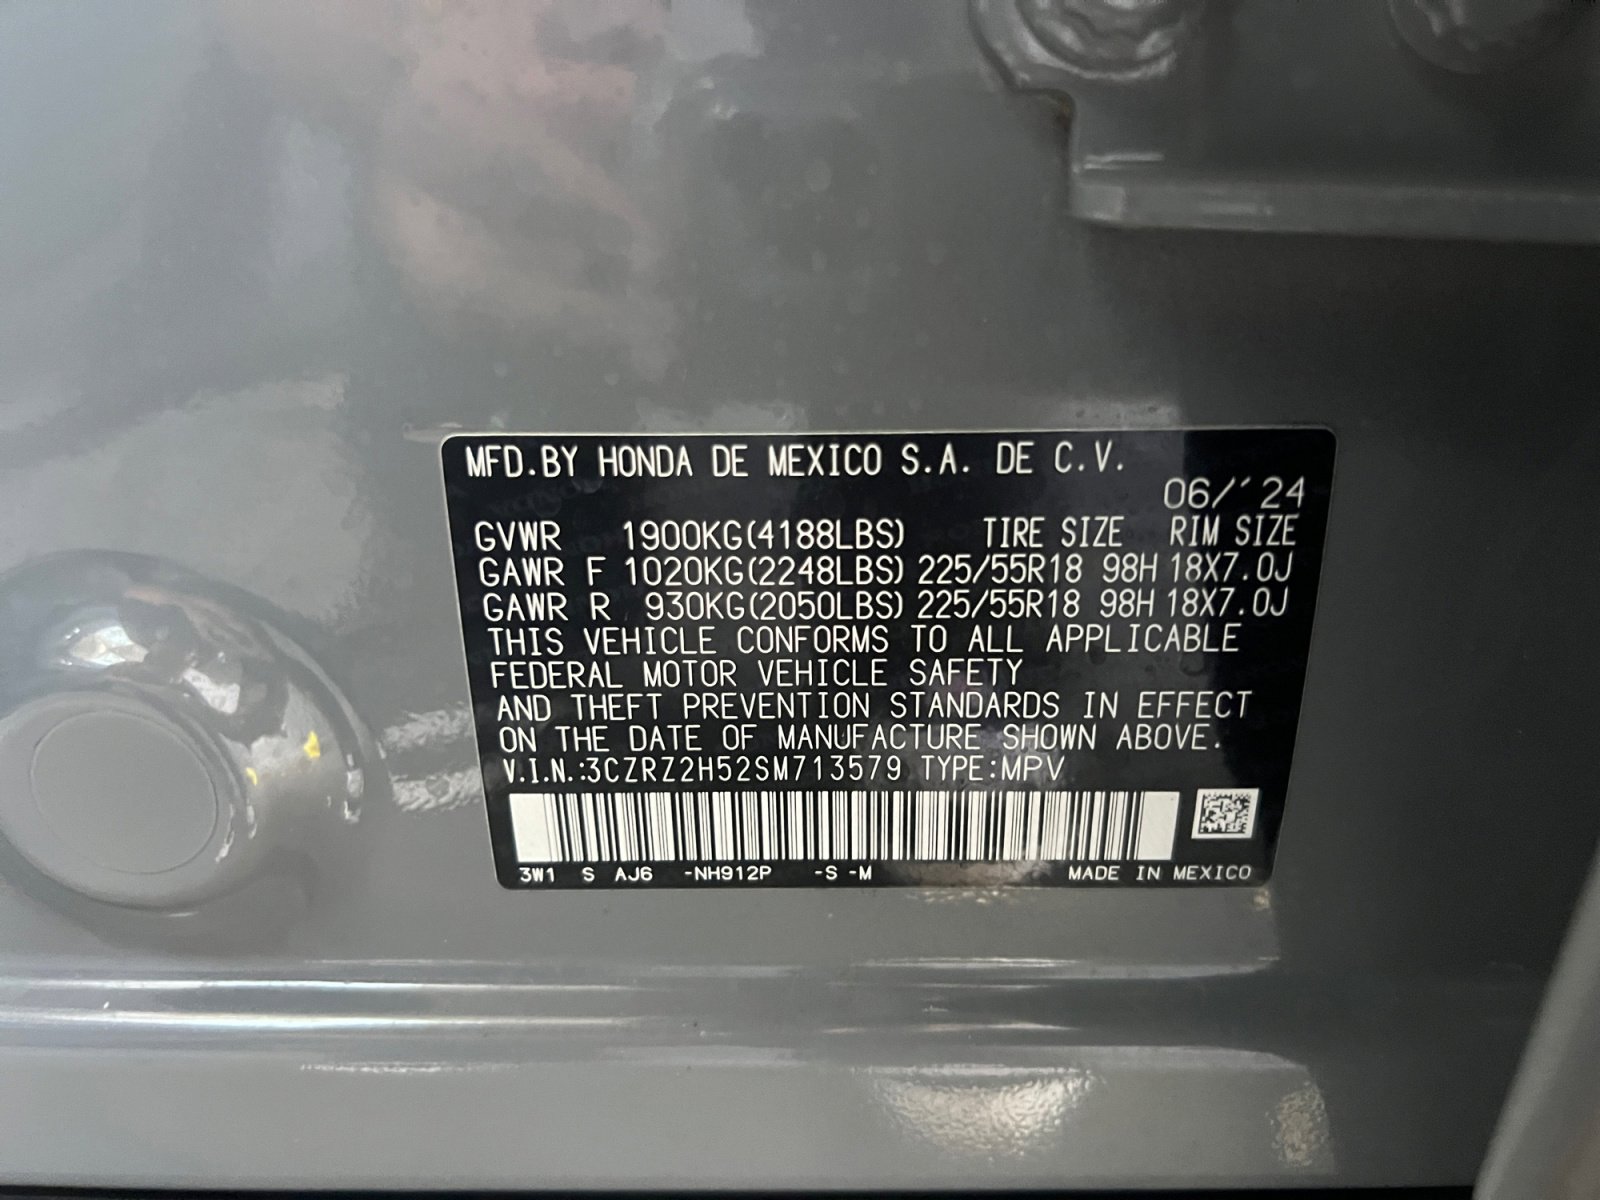 MFD.BY HONDA DE MEXICO S.A. DE C.V.
06/´24
GVWR 1900KG(4188LBS) TIRE SIZE RIM SIZE
GAWR F 1020KG(2248LBS) 225/55R18 98H 18X7.0J
GAWR R 930KG(2050LBS) 225/55R18 98H 18X7.0J
THIS VEHICLE CONFORMS TO ALL APPLICABLE
FEDERAL MOTOR VEHICLE SAFETY
AND THEFT PREVENTION STANDARDS IN EFFECT
ON THE DATE OF MANUFACTURE SHOWN ABOVE.
V.I.N.:3CZRZ2H52SM713579 TYPE:MPV
3W1 S AJ6 -NH912P -S -M MADE IN MEXICO